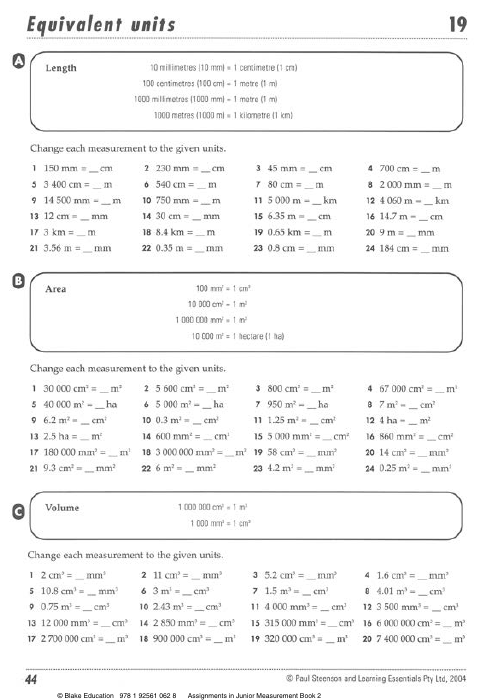 Equivalent units 19
A
Length
10 millimetres (10 mm) = 1 centimetre (1 cm)
100 centimetres (100 cm) = 1 metre (1 m)
1000 millimetres (1000 mm) = 1 metre (1 m)
1000 metres (1000 m) = 1 kilometre (1 km)
Change each measurement to the given units.
1 150 mm = __ cm 2 230 mm = __ cm 3 45 mm = __ cm 4 700 cm = __ m
5 3 400 cm = __ m 6 540 cm = __ m 7 80 cm = __ m 8 2 000 mm = __ m
9 14 500 mm = __ m 10 750 mm = __ m 11 5 000 m = __ km 12 4 060 m = __ km
13 12 cm = __ mm 14 30 cm = __ mm 15 6.35 m = __ cm 16 14.7 m = __ cm
17 3 km = __ m 18 8.4 km = __ m 19 0.65 km = __ m 20 9 m = __ mm
21 3.56 m = __ mm 22 0.35 m = __ mm 23 0.8 cm = __ mm 24 184 cm = __ mm
B
Area
100 mm² = 1 cm²
10 000 cm² = 1 m²
1 000 000 mm² = 1 m²
10 000 m² = 1 hectare (1 ha)
Change each measurement to the given units.
1 30 000 cm² = __ m² 2 5 600 cm² = __ m² 3 800 cm² = __ m² 4 67 000 cm² = __ m²
5 40 000 m² = __ ha 6 5 000 m² = __ ha 7 950 m² = __ ha 8 7 m² = __ cm²
9 6.2 m² = __ cm² 10 0.3 m² = __ cm² 11 1.25 m² = __ cm² 12 4 ha = __ m²
13 2.5 ha = __ m² 14 600 mm² = __ cm² 15 5 000 mm² = __ cm² 16 860 mm² = __ cm²
17 180 000 mm² = __ m² 18 3 000 000 mm² = __ m² 19 58 cm² = __ mm² 20 14 cm² = __ mm²
21 9.3 cm² = __ mm² 22 6 m² = __ mm² 23 4.2 m² = __ mm² 24 0.25 m² = __ mm²
C
Volume
1 000 000 cm³ = 1 m³
1 000 mm³ = 1 cm³
Change each measurement to the given units.
1 2 cm³ = __ mm³ 2 11 cm³ = __ mm³ 3 5.2 cm³ = __ mm³ 4 1.6 cm³ = __ mm³
5 10.8 cm³ = __ mm³ 6 3 m³ = __ cm³ 7 1.5 m³ = __ cm³ 8 4.01 m³ = __ cm³
9 0.75 m³ = __ cm³ 10 2.43 m³ = __ cm³ 11 4 000 mm³ = __ cm³ 12 3 500 mm³ = __ cm³
13 12 000 mm³ = __ cm³ 14 2 850 mm³ = __ cm³ 15 315 000 mm³ = __ cm³ 16 6 000 000 cm³ = __ m³
17 2 700 000 cm³ = __ m³ 18 900 000 cm³ = __ m³ 19 320 000 cm³ = __ m³ 20 7 400 000 cm³ = __ m³
44 © Paul Steenson and Learning Essentials Pty Ltd, 2004
© Blake Education 978 1 92561 062 8 Assignments in Junior Measurement Book 2